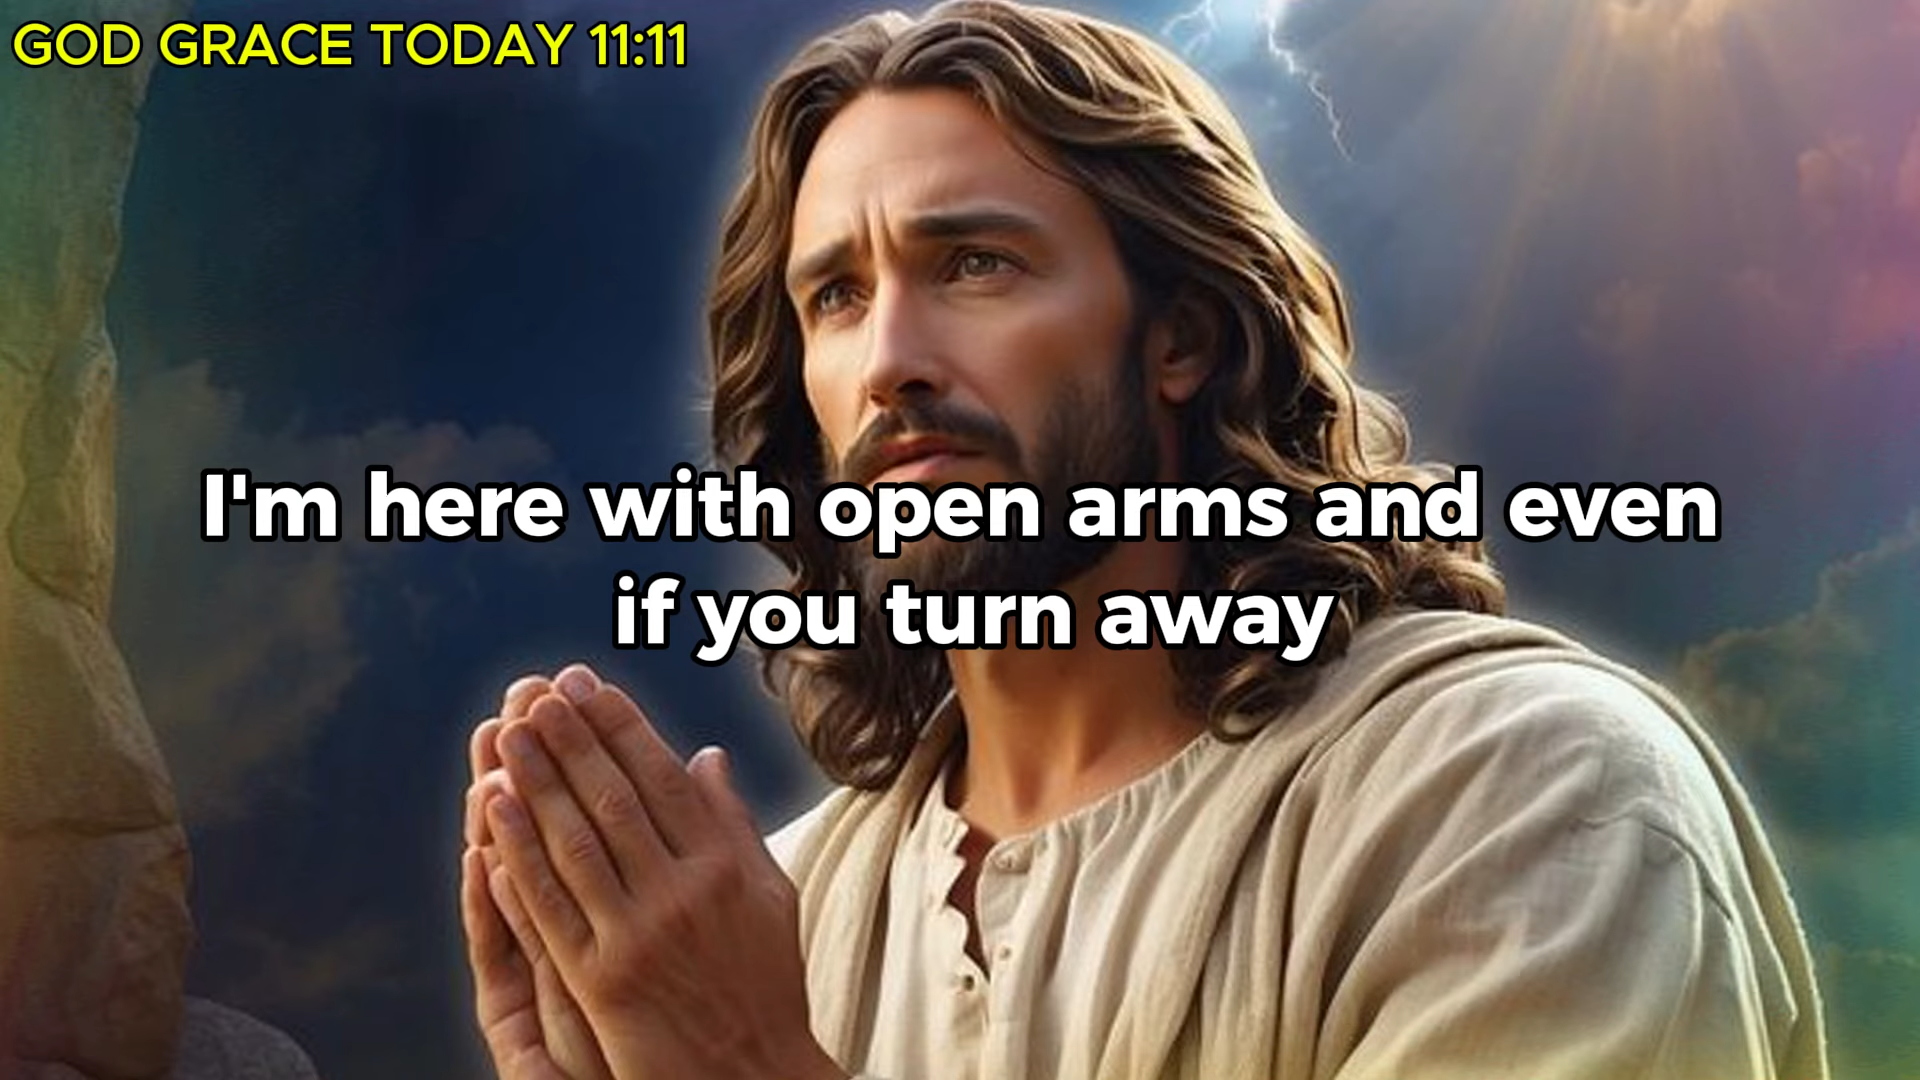 GOD GRACE TODAY 11:11
I'm here with open arms and even
if you turn away